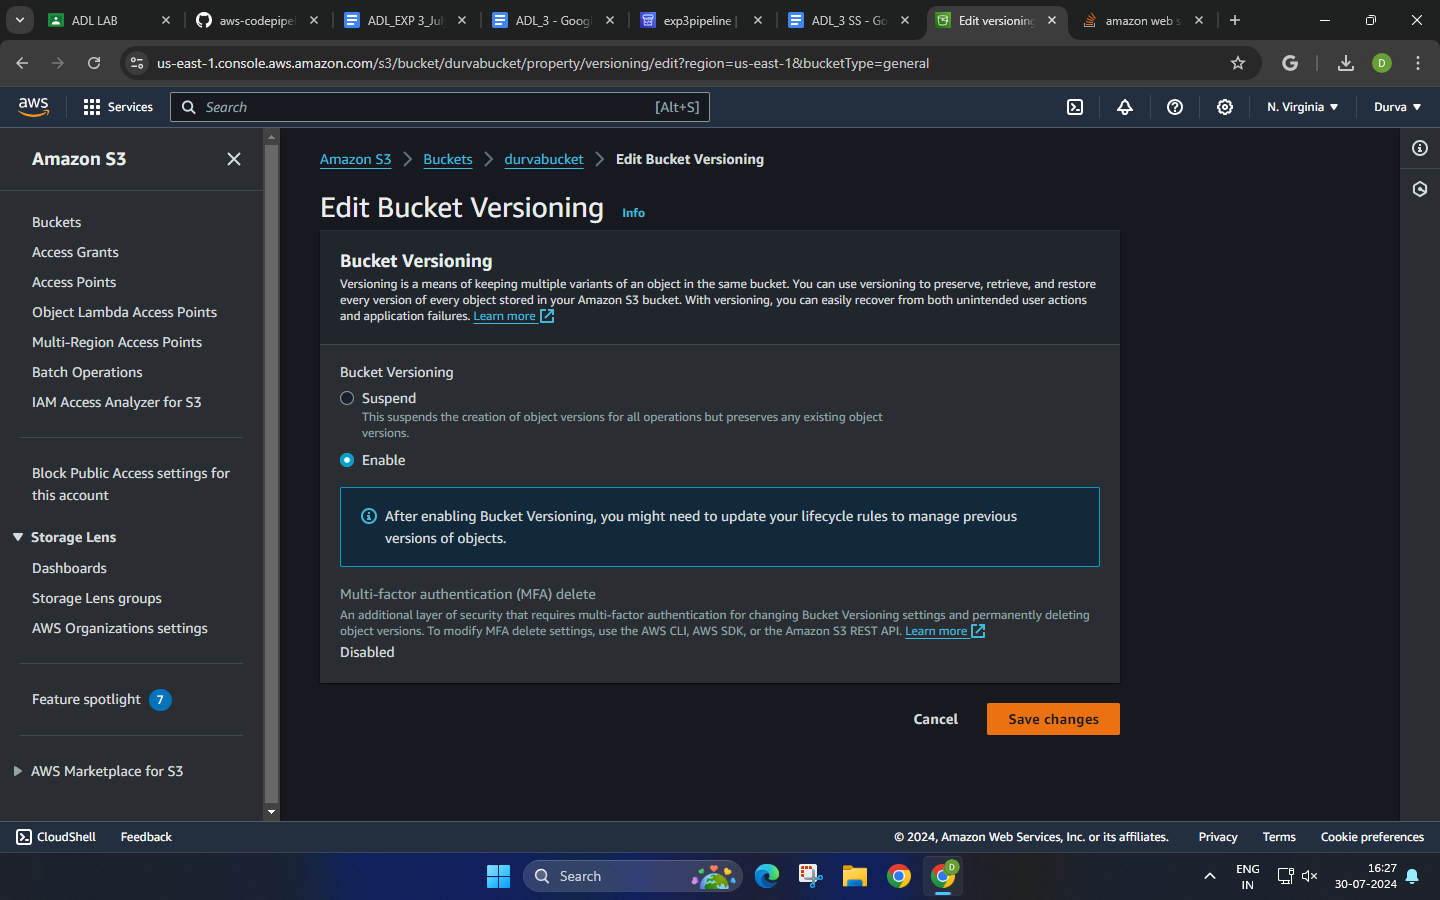 ADL LAB
aws-codepipel
ADL_EXP 3_Jul
ADL_3 - Googl
exp3pipeline |
ADL_3 SS - Go
Edit versioning
amazon web s
us-east-1.console.aws.amazon.com/s3/bucket/durvabucket/property/versioning/edit?region=us-east-1&bucketType=general
G
D
aws
Services
Search
[Alt+S]
N. Virginia
Durva
Amazon S3
Buckets
Access Grants
Access Points
Object Lambda Access Points
Multi-Region Access Points
Batch Operations
IAM Access Analyzer for S3
Block Public Access settings for
this account
Storage Lens
Dashboards
Storage Lens groups
AWS Organizations settings
Feature spotlight 7
AWS Marketplace for S3
Amazon S3 > Buckets > durvabucket > Edit Bucket Versioning
Edit Bucket Versioning Info
Bucket Versioning
Versioning is a means of keeping multiple variants of an object in the same bucket. You can use versioning to preserve, retrieve, and restore
every version of every object stored in your Amazon S3 bucket. With versioning, you can easily recover from both unintended user actions
and application failures. Learn more
Bucket Versioning
Suspend
This suspends the creation of object versions for all operations but preserves any existing object
versions.
Enable
After enabling Bucket Versioning, you might need to update your lifecycle rules to manage previous
versions of objects.
Multi-factor authentication (MFA) delete
An additional layer of security that requires multi-factor authentication for changing Bucket Versioning settings and permanently deleting
object versions. To modify MFA delete settings, use the AWS CLI, AWS SDK, or the Amazon S3 REST API. Learn more
Disabled
Cancel
Save changes
CloudShell
Feedback
© 2024, Amazon Web Services, Inc. or its affiliates.
Privacy
Terms
Cookie preferences
Search
D
ENG
IN
16:27
30-07-2024